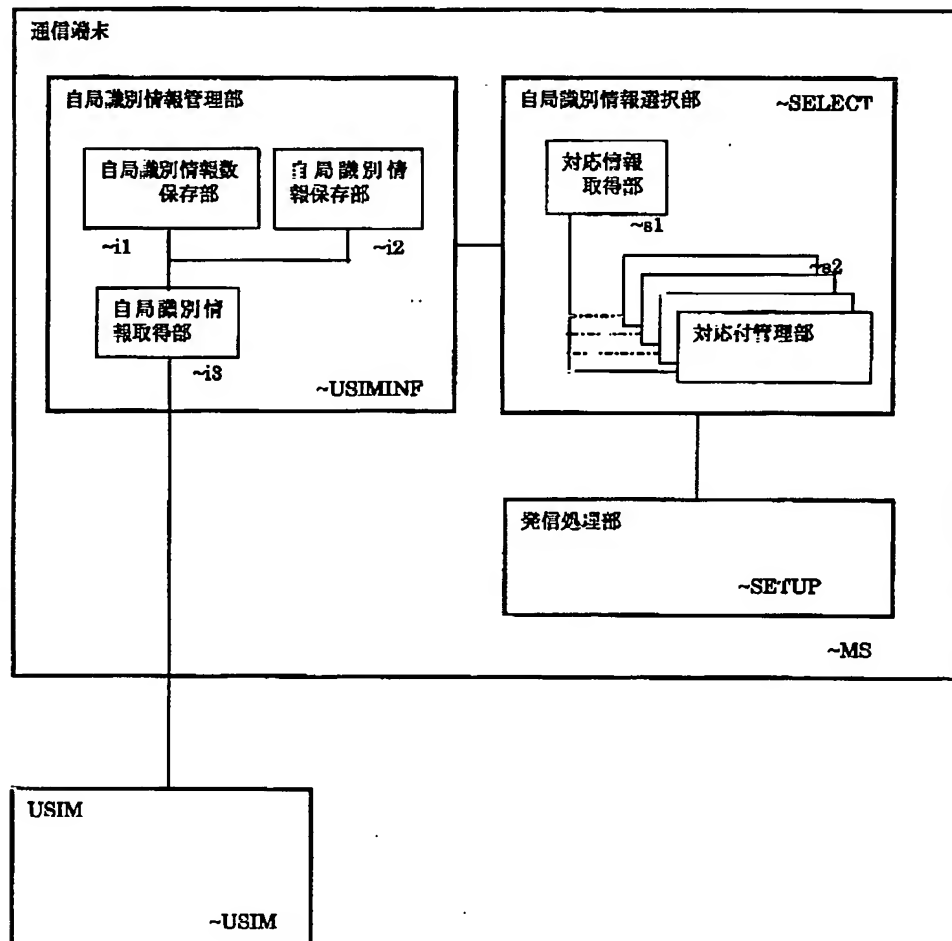 通信端末
自局識別情報管理部
自局識別情報数
保存部
~i1
自局識別情
報保存部
~i2
自局識別情
報取得部
~i3
~USIMINF
自局識別情報選択部
~SELECT
対応情報
取得部
~s1
~s2
対応付管理部
発信処理部
~SETUP
~MS
USIM
~USIM